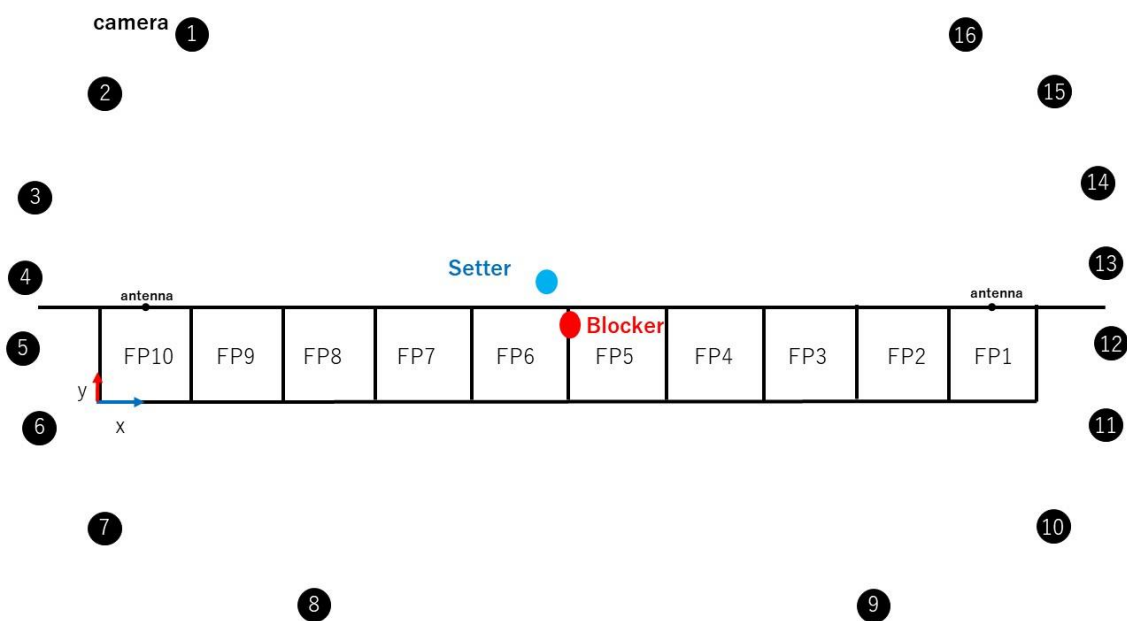 camera
1
16
2
15
3
14
Setter
4
13
antenna
antenna
Blocker
5
12
FP10
FP9
FP8
FP7
FP6
FP5
FP4
FP3
FP2
FP1
y
x
6
11
7
10
8
9